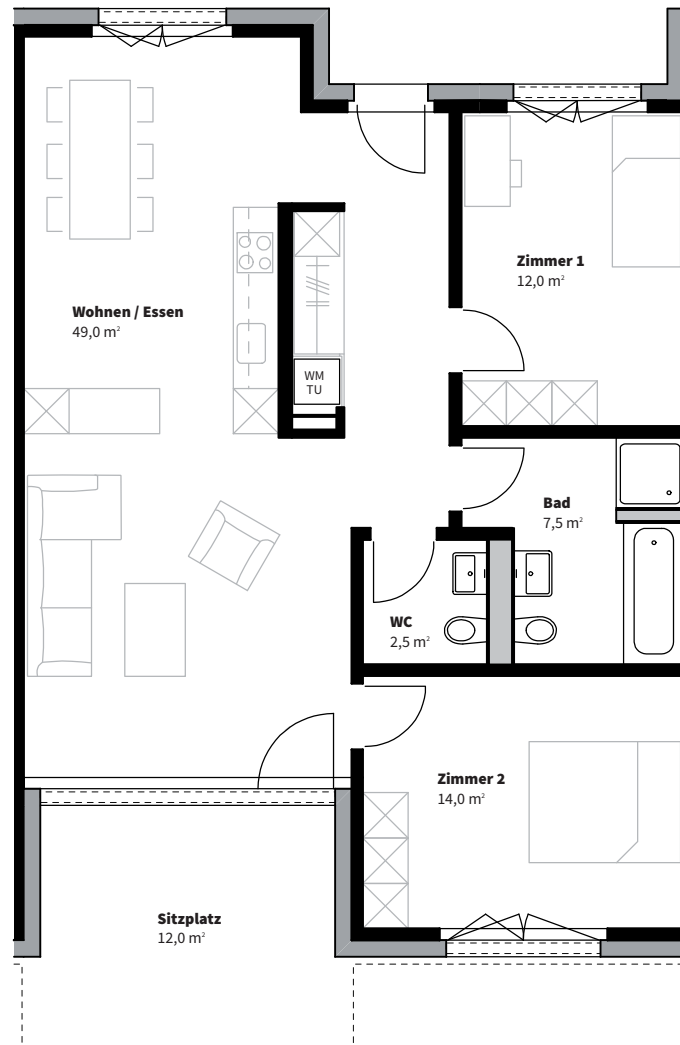 Zimmer 1
12,0 m²
Wohnen / Essen
49,0 m²
WM
TU
Bad
7,5 m²
WC
2,5 m²
Zimmer 2
14,0 m²
Sitzplatz
12,0 m²